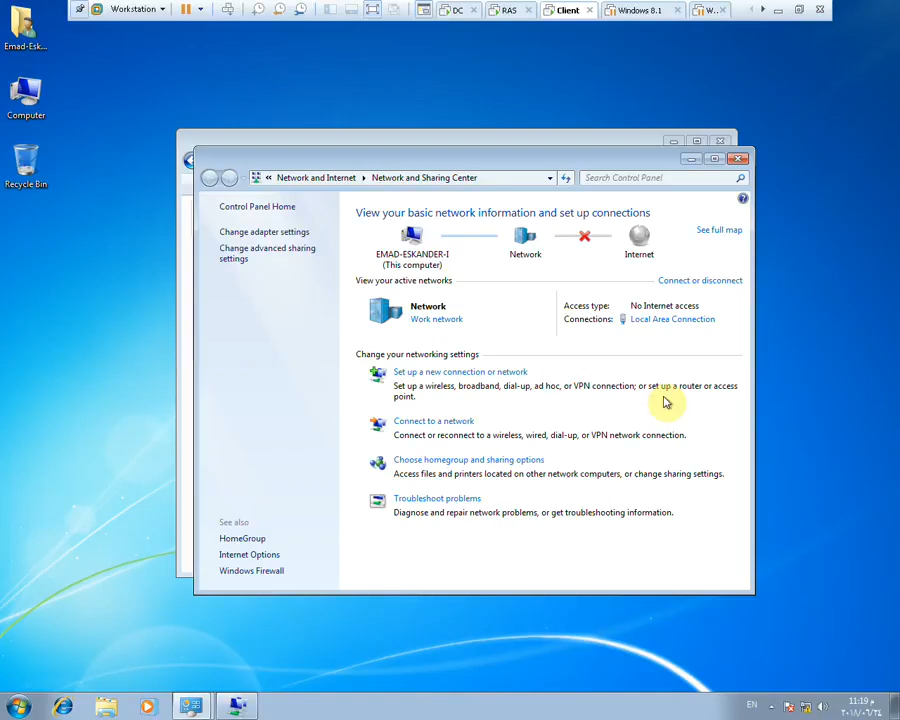 Workstation
DC
RAS
Client
Windows 8.1
W...
Emad-Esk...
Computer
Recycle Bin
« Network and Internet
Network and Sharing Center
Search Control Panel
Control Panel Home
Change adapter settings
Change advanced sharing
settings
See also
HomeGroup
Internet Options
Windows Firewall
View your basic network information and set up connections
See full map
EMAD-ESKANDER-I
(This computer)
Network
Internet
View your active networks
Connect or disconnect
Network
Work network
Access type: No Internet access
Connections: Local Area Connection
Change your networking settings
Set up a new connection or network
Set up a wireless, broadband, dial-up, ad hoc, or VPN connection; or set up a router or access
point.
Connect to a network
Connect or reconnect to a wireless, wired, dial-up, or VPN network connection.
Choose homegroup and sharing options
Access files and printers located on other network computers, or change sharing settings.
Troubleshoot problems
Diagnose and repair network problems, or get troubleshooting information.
EN
11:19 م
٢٠١٨/٠٦/٢٤